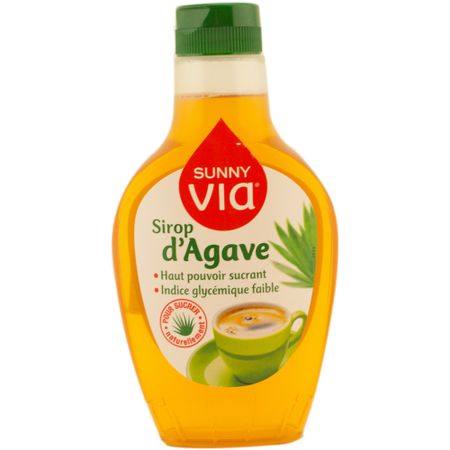 SUNNY
via®
Sirop
d'Agave
• Haut pouvoir sucrant
• Indice glycémique faible
POUR SUCRER
naturellement